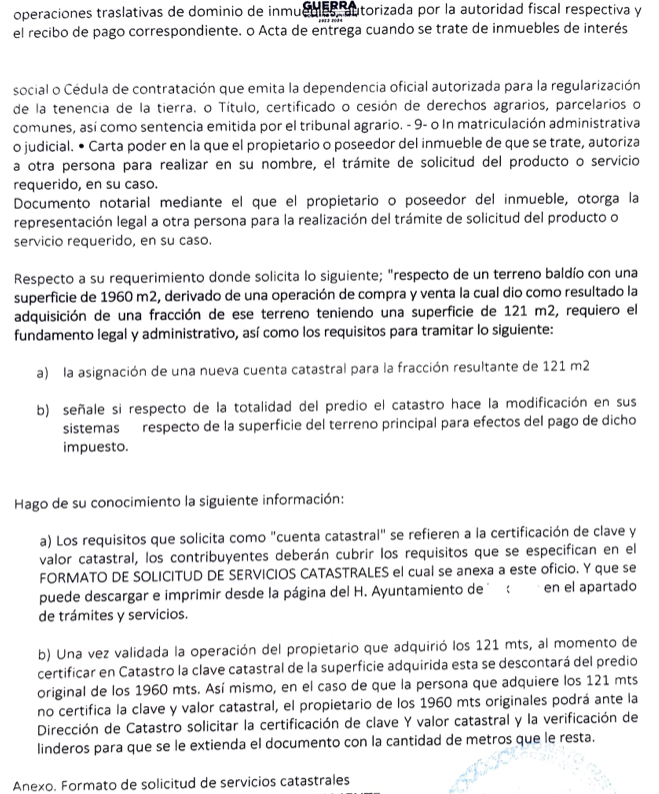 GUERRA
2022 2024
operaciones traslativas de dominio de inmuebles, autorizada por la autoridad fiscal respectiva y
el recibo de pago correspondiente. o Acta de entrega cuando se trate de inmuebles de interés
social o Cédula de contratación que emita la dependencia oficial autorizada para la regularización
de la tenencia de la tierra. o Titulo, certificado o cesión de derechos agrarios, parcelarios o
comunes, así como sentencia emitida por el tribunal agrario. - 9- o In matriculación administrativa
o judicial. • Carta poder en la que el propietario o poseedor del inmueble de que se trate, autoriza
a otra persona para realizar en su nombre, el trámite de solicitud del producto o servicio
requerido, en su caso.
Documento notarial mediante el que el propietario o poseedor del inmueble, otorga la
representación legal a otra persona para la realización del trámite de solicitud del producto o
servicio requerido, en su caso.
Respecto a su requerimiento donde solicita lo siguiente; "respecto de un terreno baldío con una
superficie de 1960 m2, derivado de una operación de compra y venta la cual dio como resultado la
adquisición de una fracción de ese terreno teniendo una superficie de 121 m2, requiero el
fundamento legal y administrativo, así como los requisitos para tramitar lo siguiente:
a) la asignación de una nueva cuenta catastral para la fracción resultante de 121 m2
b) señale si respecto de la totalidad del predio el catastro hace la modificación en sus
sistemas respecto de la superficie del terreno principal para efectos del pago de dicho
impuesto.
Hago de su conocimiento la siguiente información:
a) Los requisitos que solicita como "cuenta catastral" se refieren a la certificación de clave y
valor catastral, los contribuyentes deberán cubrir los requisitos que se especifican en el
FORMATO DE SOLICITUD DE SERVICIOS CATASTRALES el cual se anexa a este oficio. Y que se
puede descargar e imprimir desde la página del H. Ayuntamiento de en el apartado
de trámites y servicios.
b) Una vez validada la operación del propietario que adquirió los 121 mts, al momento de
certificar en Catastro la clave catastral de la superficie adquirida esta se descontará del predio
original de los 1960 mts. Así mismo, en el caso de que la persona que adquiere los 121 mts
no certifica la clave y valor catastral, el propietario de los 1960 mts originales podrá ante la
Dirección de Catastro solicitar la certificación de clave Y valor catastral y la verificación de
linderos para que se le extienda el documento con la cantidad de metros que le resta.
Anexo. Formato de solicitud de servicios catastrales